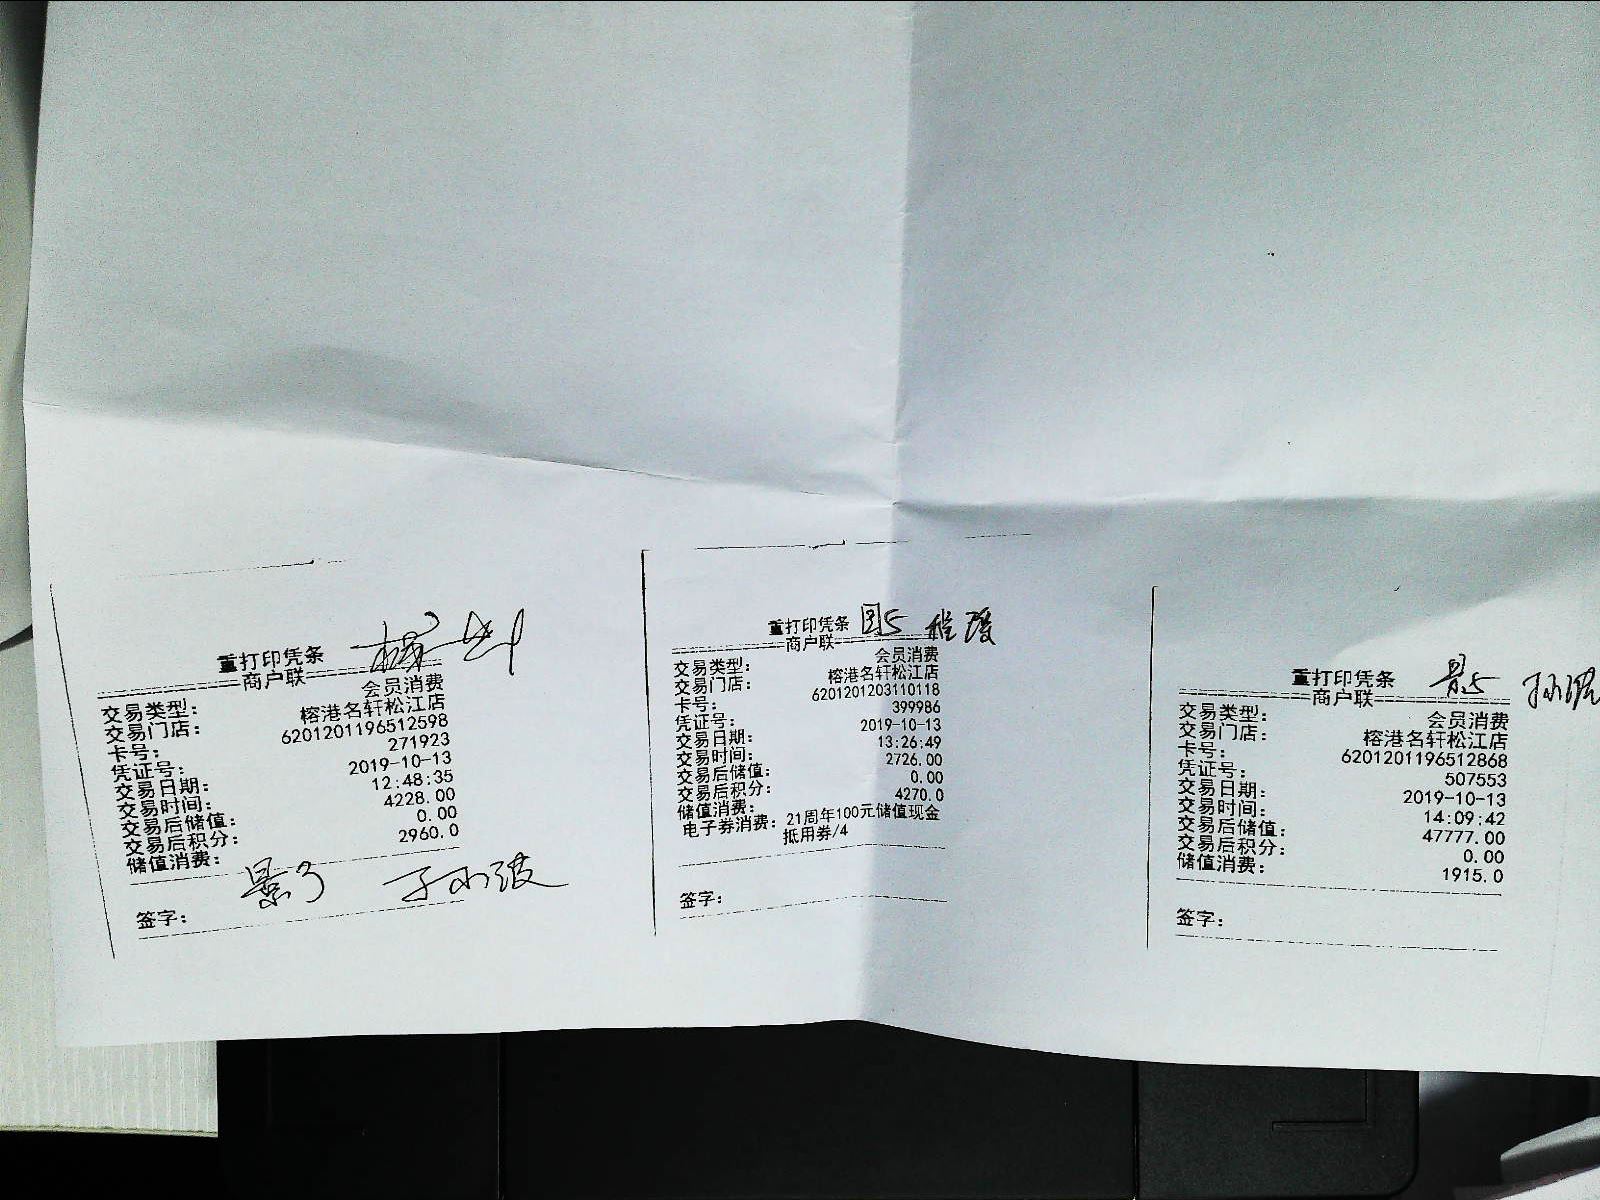 重打印凭条
商户联
交易类型： 会员消费
交易门店： 榕港名轩松江店
卡号： 6201201196512598
凭证号： 271923
交易日期： 2019-10-13
交易时间： 12:48:35
交易后储值： 4228.00
交易后积分： 0.00
储值消费： 2960.0
签字：
重打印凭条
商户联
交易类型： 会员消费
交易门店： 榕港名轩松江店
卡号： 6201201203110118
凭证号： 399986
交易日期： 2019-10-13
交易时间： 13:26:49
交易后储值： 2726.00
交易后积分： 0.00
储值消费： 4270.0
电子券消费： 21周年100元储值现金
抵用券/4
签字：
重打印凭条
商户联
交易类型： 会员消费
交易门店： 榕港名轩松江店
卡号： 6201201196512868
凭证号： 507553
交易日期： 2019-10-13
交易时间： 14:09:42
交易后储值： 47777.00
交易后积分： 0.00
储值消费： 1915.0
签字：